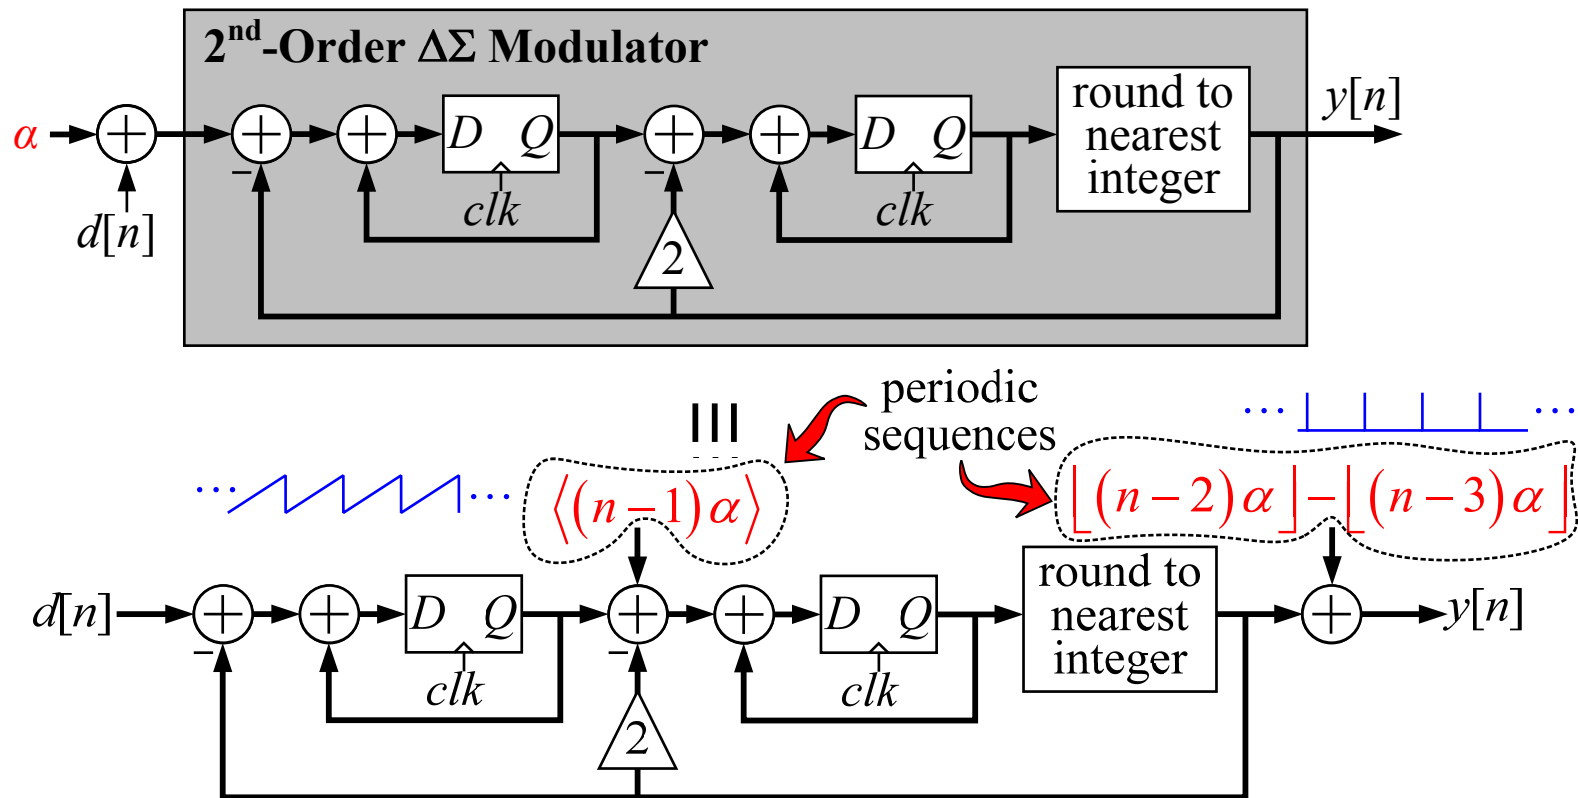 2nd-Order ΔΣ Modulator
α
d[n]
-
D Q
clk
-
2
D Q
clk
round to
nearest
integer
y[n]
periodic
sequences
...
...
...
...
⟨(n − 1)α⟩
⌊(n − 2)α⌋ − ⌊(n − 3)α⌋
d[n]
-
D Q
clk
-
2
D Q
clk
round to
nearest
integer
y[n]